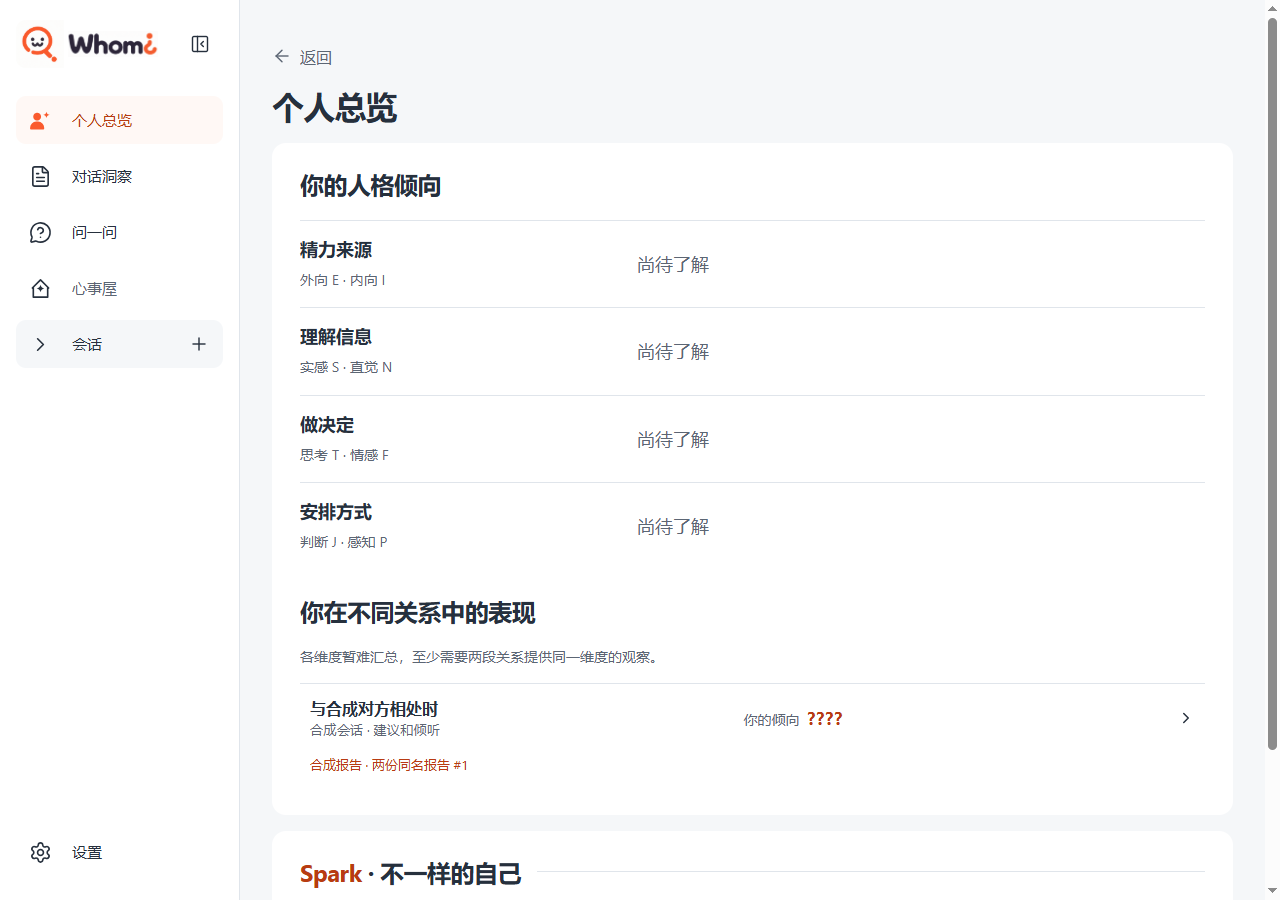 Whomi
个人总览
对话洞察
问一问
心事屋
会话
设置
返回
个人总览
你的人格倾向
精力来源
外向 E · 内向 I
尚待了解
理解信息
实感 S · 直觉 N
尚待了解
做决定
思考 T · 情感 F
尚待了解
安排方式
判断 J · 感知 P
尚待了解
你在不同关系中的表现
各维度暂难汇总，至少需要两段关系提供同一维度的观察。
与合成对方相处时
合成会话 · 建议和倾听
你的倾向 ????
合成报告 · 两份同名报告 #1
Spark · 不一样的自己